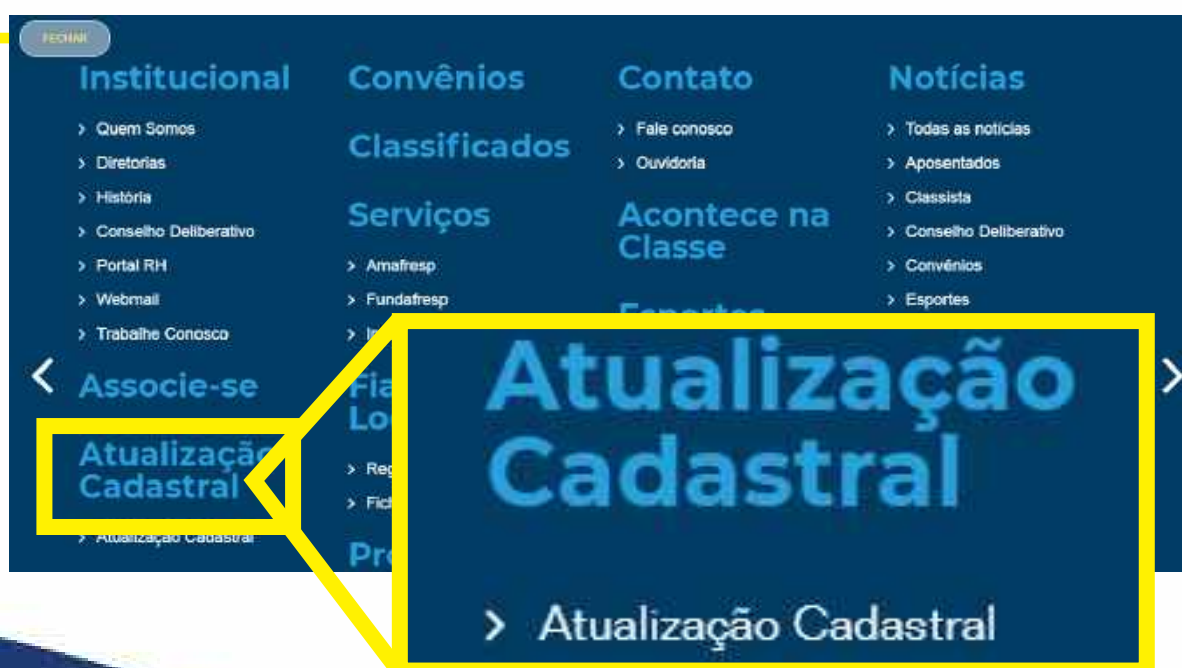 FECHAR
Institucional
> Quem Somos
> Diretorias
> História
> Conselho Deliberativo
> Portal RH
> Webmail
> Trabalhe Conosco
Associe-se
Atualização
Cadastral
> Atualização Cadastral
Convênios
Classificados
Serviços
> Amafresp
> Fundafresp
Contato
> Fale conosco
> Ouvidoria
Acontece na
Classe
Esportes
Notícias
> Todas as notícias
> Aposentados
> Classista
> Conselho Deliberativo
> Convênios
> Esportes
Atualização
Cadastral
> Atualização Cadastral